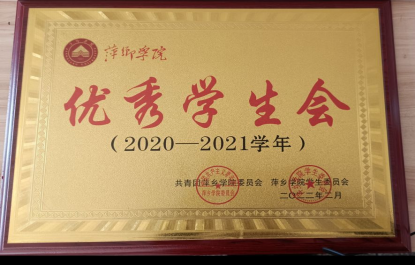 萍乡学院
优秀学生会
（2020—2021学年）
共青团萍乡学院委员会 萍乡学院学生委员会
二〇二二年二月